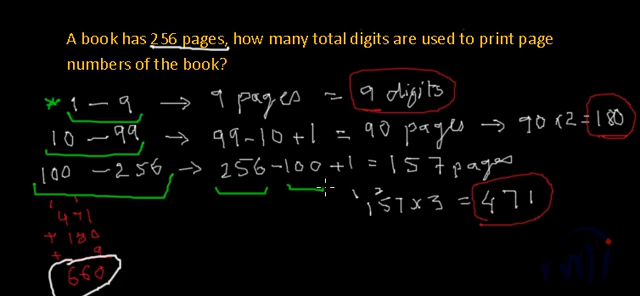 A book has 256 pages, how many total digits are used to print page
numbers of the book?
* 1 – 9 → 9 pages = 9 digits
10 – 99 → 99 - 10 + 1 = 90 pages → 90 × 2 = 180
100 – 256 → 256 - 100 + 1 = 157 pages
157 × 3 = 471
471
+ 180
+ 9
660